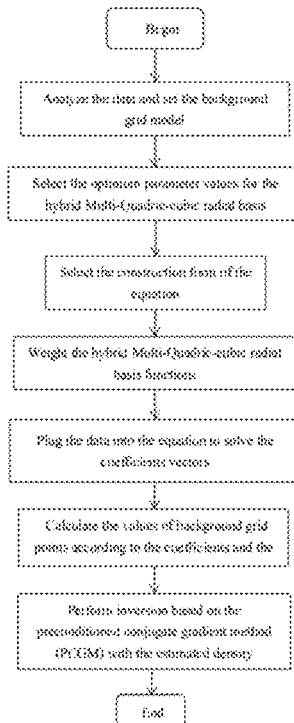 Begin
Analyze the data and set the background
grid model
Select the optimum parameter values for the
hybrid Multi-Quadric-cubic radial basis
Select the construction form of the
equation
Weight the hybrid Multi-Quadric-cubic radial
basis functions
Plug the data into the equation to solve the
coefficients vectors
Calculate the values of background grid
points according to the coefficients and the
Perform inversion based on the
preconditioned conjugate gradient method
(PCGM) with the estimated density
End